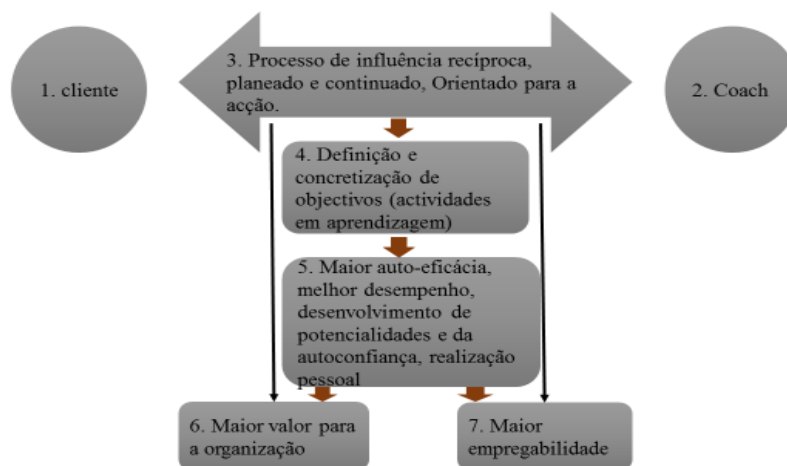 1. cliente
3. Processo de influência recíproca,
planeado e continuado, Orientado para a
acção.
2. Coach
4. Definição e
concretização de
objectivos (actividades
em aprendizagem)
5. Maior auto-eficácia,
melhor desempenho,
desenvolvimento de
potencialidades e da
autoconfiança, realização
pessoal
6. Maior valor para
a organização
7. Maior
empregabilidade